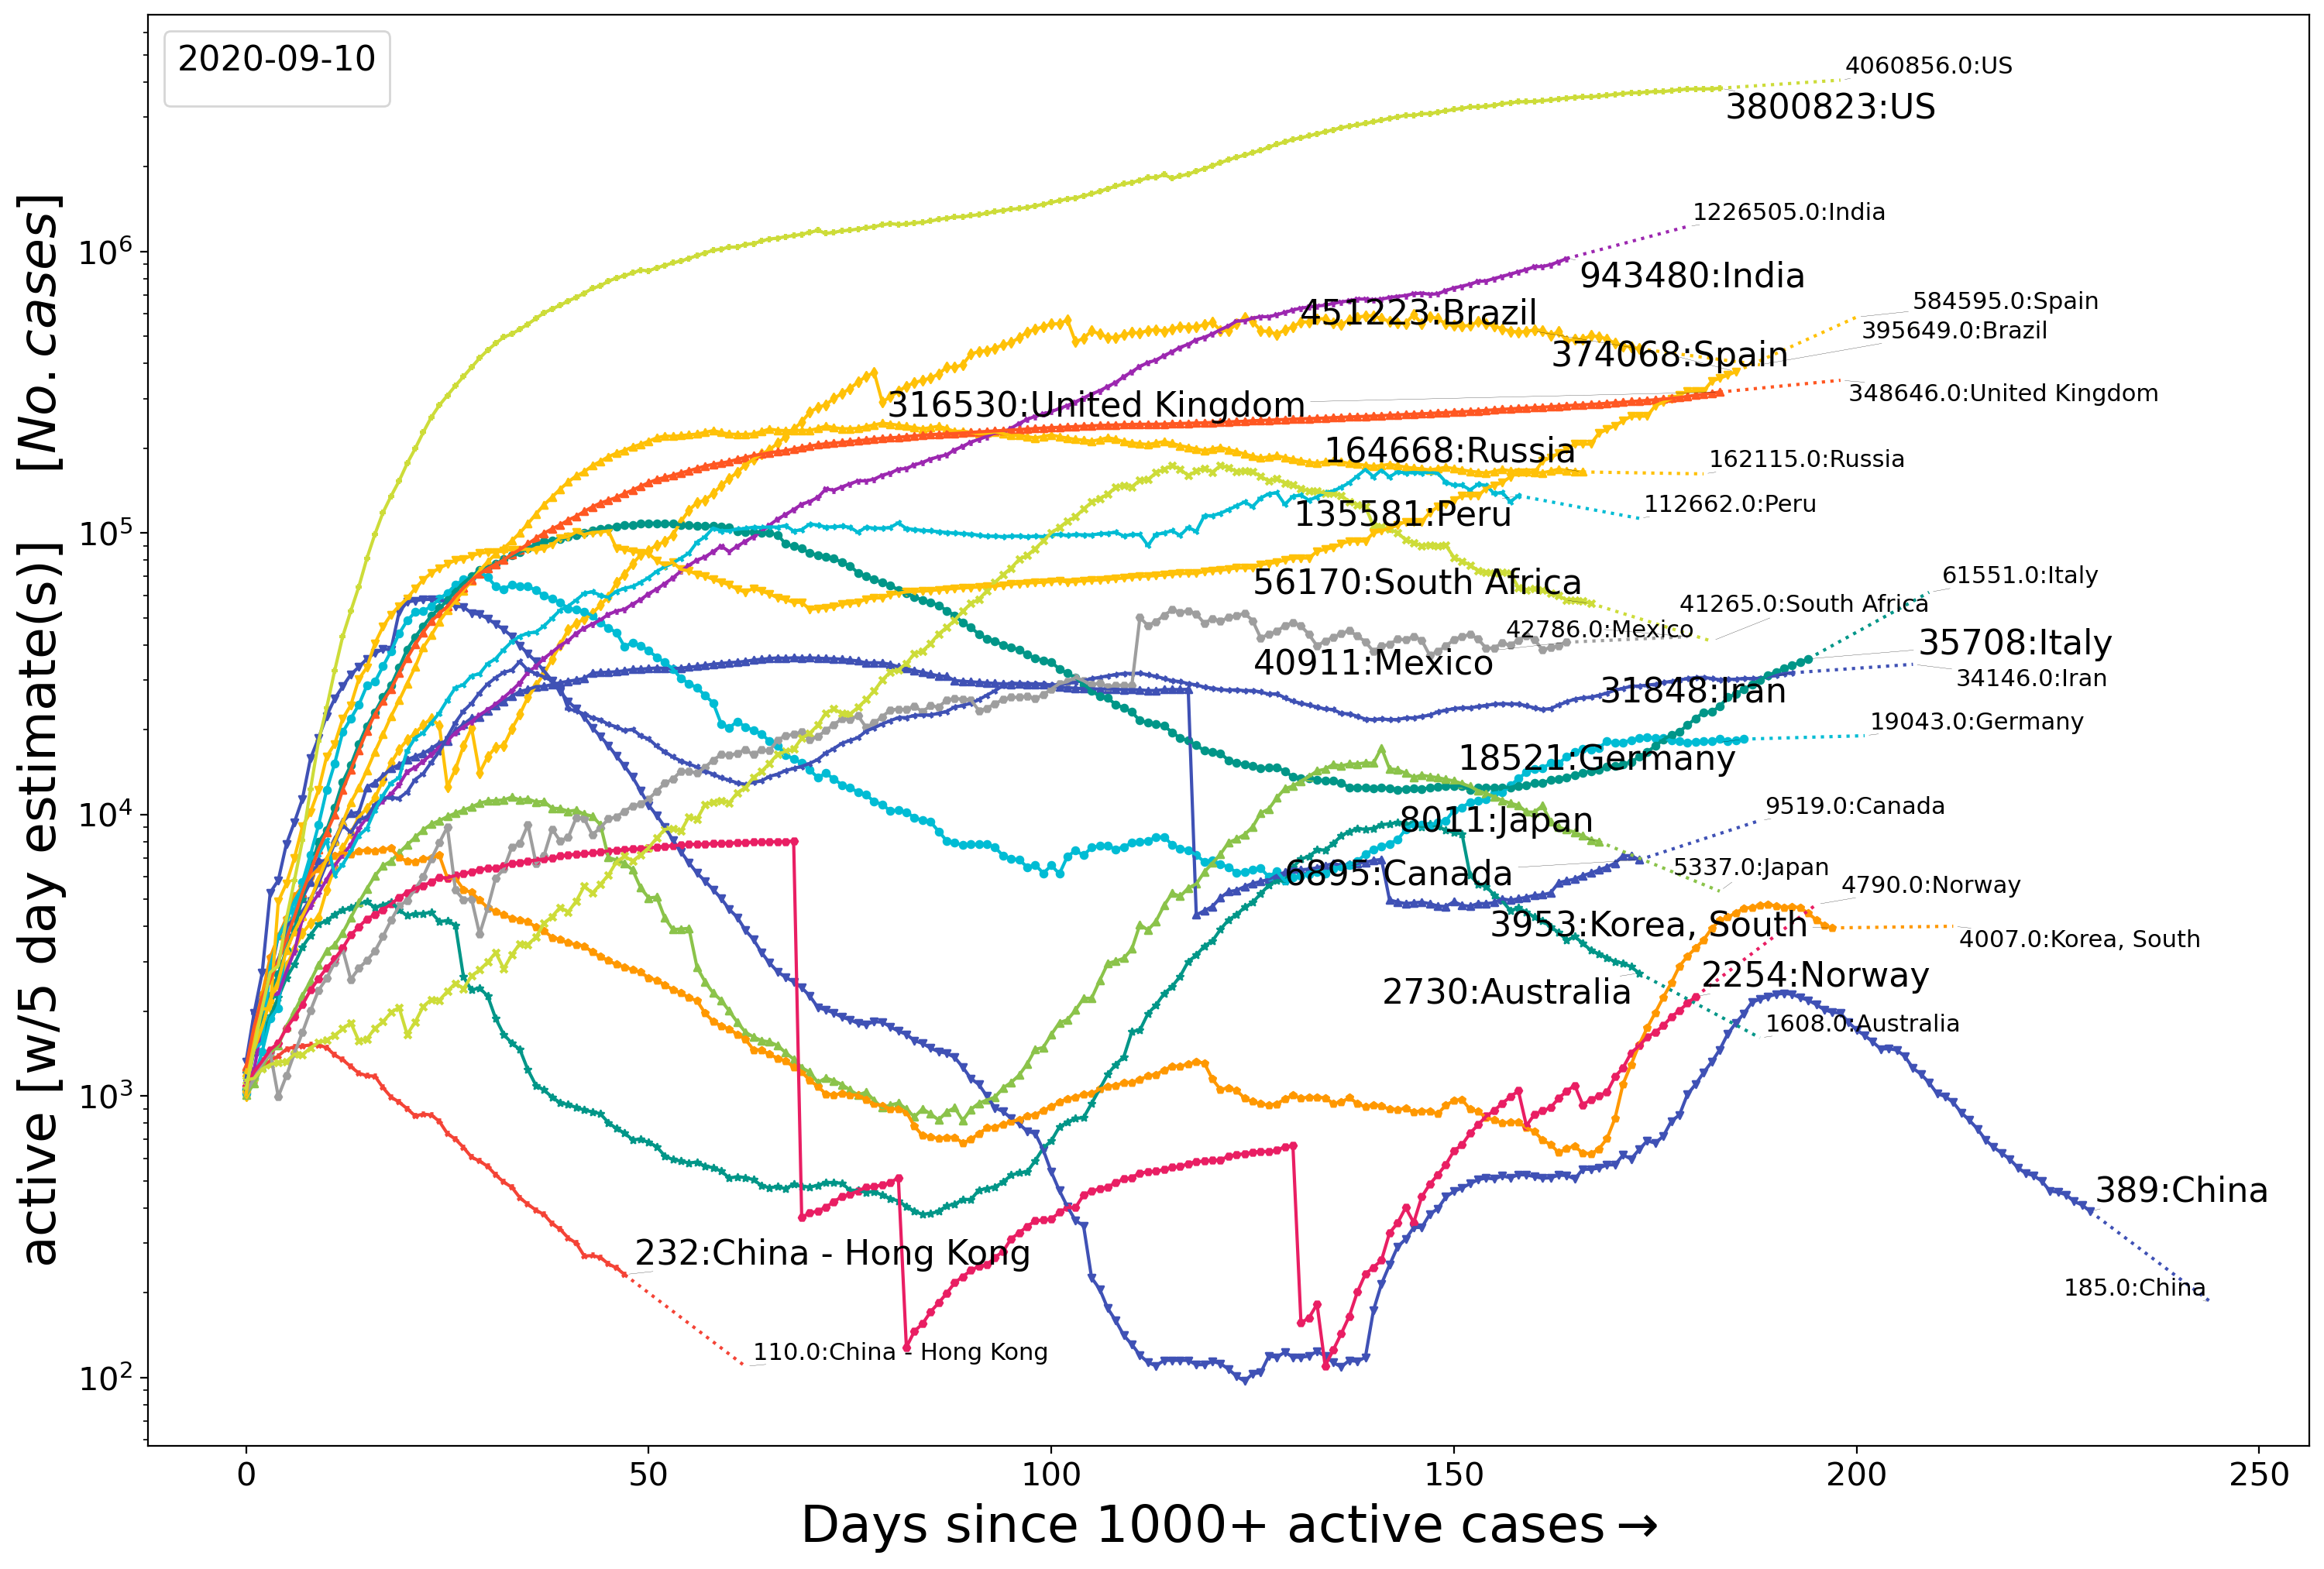 2020-09-10
4060856.0:US
3800823:US
1226505.0:India
943480:India
451223:Brazil
584595.0:Spain
395649.0:Brazil
374068:Spain
316530:United Kingdom
348646.0:United Kingdom
164668:Russia
162115.0:Russia
135581:Peru
112662.0:Peru
56170:South Africa
61551.0:Italy
41265.0:South Africa
42786.0:Mexico
35708:Italy
40911:Mexico
34146.0:Iran
31848:Iran
19043.0:Germany
18521:Germany
9519.0:Canada
8011:Japan
6895:Canada
5337.0:Japan
4790.0:Norway
3953:Korea, South
4007.0:Korea, South
2254:Norway
2730:Australia
1608.0:Australia
389:China
232:China - Hong Kong
185.0:China
110.0:China - Hong Kong
active [w/5 day estimate(s)]   [No. cases]
10⁶
10⁵
10⁴
10³
10²
0 50 100 150 200 250
Days since 1000+ active cases→